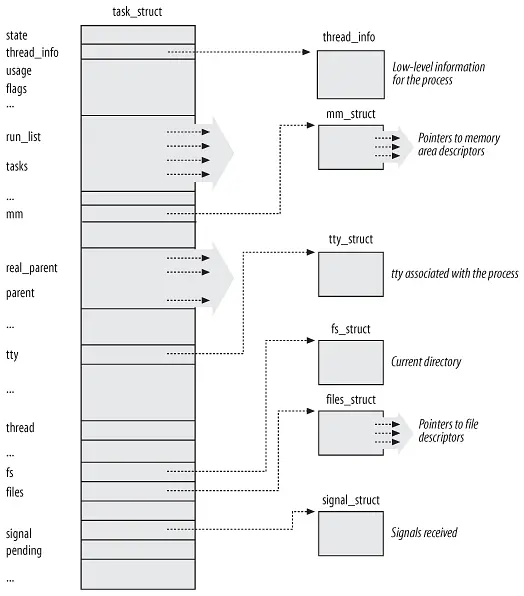 task_struct
state
thread_info
usage
flags
...
run_list
tasks
...
mm
real_parent
parent
...
tty
...
thread
...
fs
files
signal
pending
...
thread_info
Low-level information
for the process
mm_struct
Pointers to memory
area descriptors
tty_struct
tty associated with the process
fs_struct
Current directory
files_struct
Pointers to file
descriptors
signal_struct
Signals received